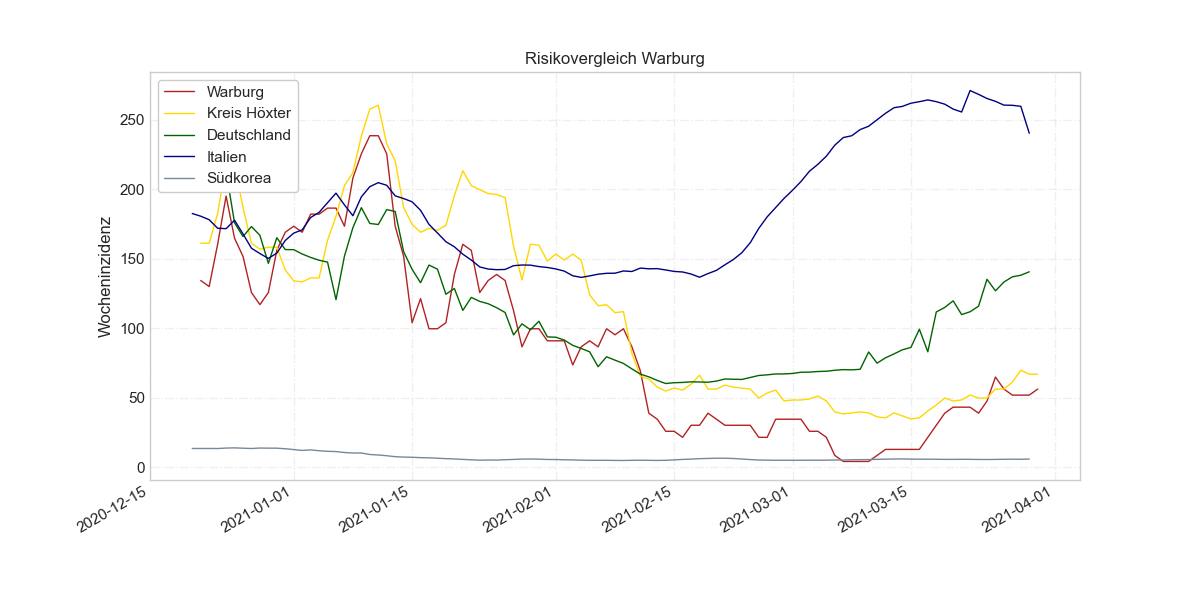 Risikovergleich Warburg
Warburg
Kreis Höxter
Deutschland
Italien
Südkorea
Wocheninzidenz
250
200
150
100
50
0
2020-12-15
2021-01-01
2021-01-15
2021-02-01
2021-02-15
2021-03-01
2021-03-15
2021-04-01